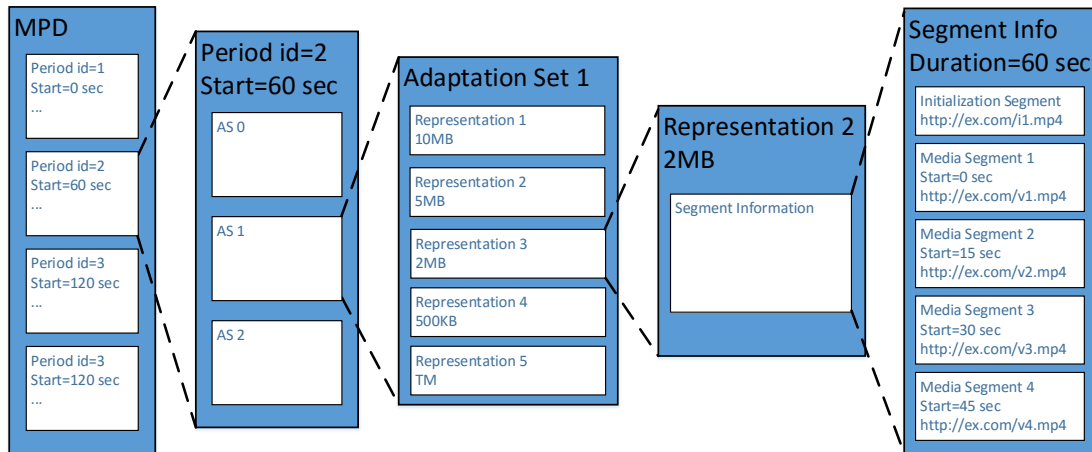 MPD
Period id=1
Start=0 sec
...
Period id=2
Start=60 sec
...
Period id=3
Start=120 sec
...
Period id=3
Start=120 sec
...
Period id=2
Start=60 sec
AS 0
AS 1
AS 2
Adaptation Set 1
Representation 1
10MB
Representation 2
5MB
Representation 3
2MB
Representation 4
500KB
Representation 5
TM
Representation 2
2MB
Segment Information
Segment Info
Duration=60 sec
Initialization Segment
http://ex.com/i1.mp4
Media Segment 1
Start=0 sec
http://ex.com/v1.mp4
Media Segment 2
Start=15 sec
http://ex.com/v2.mp4
Media Segment 3
Start=30 sec
http://ex.com/v3.mp4
Media Segment 4
Start=45 sec
http://ex.com/v4.mp4